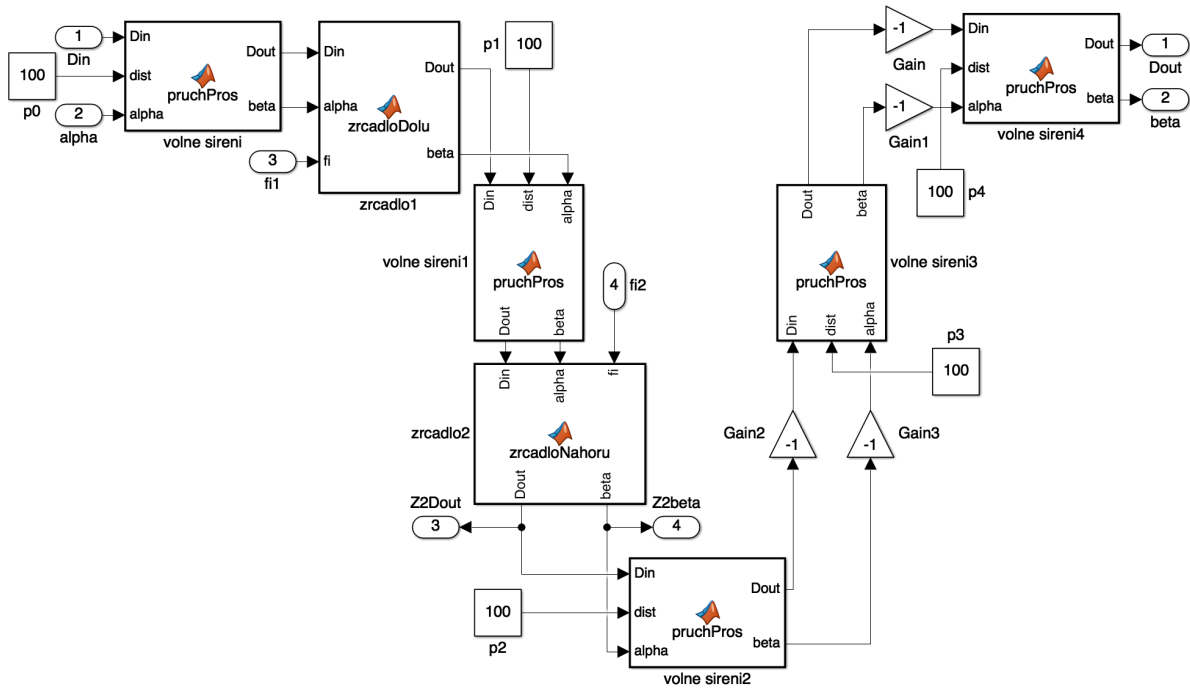 1
Din
100
p0
2
alpha
Din
dist
alpha
Dout
beta
pruchPros
volne sireni
3
fi1
Din
alpha
fi
Dout
beta
zrcadloDolu
zrcadlo1
p1
100
Din
dist
alpha
volne sireni1
pruchPros
Dout
beta
4
fi2
Din
alpha
fi
zrcadlo2
zrcadloNahoru
Dout
beta
Z2Dout
3
Z2beta
4
100
p2
Din
dist
alpha
Dout
beta
pruchPros
volne sireni2
Gain2
-1
-1
Gain3
p3
100
Dout
beta
volne sireni3
pruchPros
Din
dist
alpha
-1
Gain
-1
Gain1
100
p4
Din
dist
alpha
Dout
beta
pruchPros
volne sireni4
1
Dout
2
beta